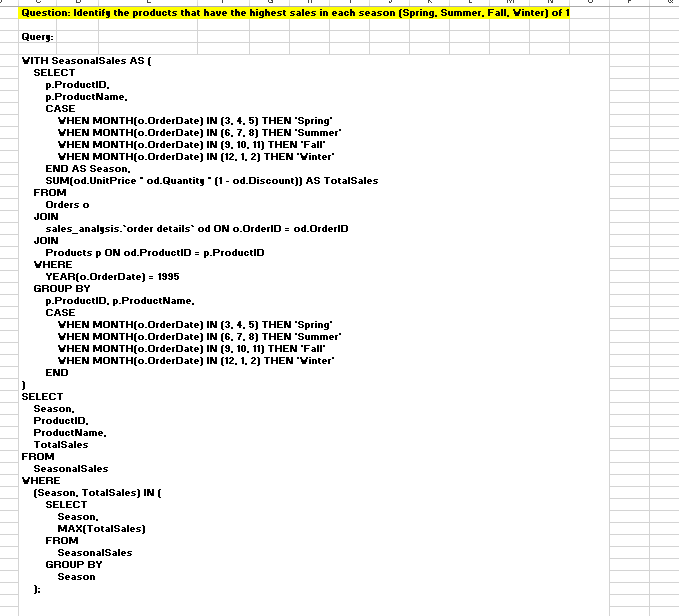 Question: Identify the products that have the highest sales in each season (Spring, Summer, Fall, Winter) of 1
Query:
WITH SeasonalSales AS (
SELECT
p.ProductID,
p.ProductName,
CASE
WHEN MONTH(o.OrderDate) IN (3, 4, 5) THEN 'Spring'
WHEN MONTH(o.OrderDate) IN (6, 7, 8) THEN 'Summer'
WHEN MONTH(o.OrderDate) IN (9, 10, 11) THEN 'Fall'
WHEN MONTH(o.OrderDate) IN (12, 1, 2) THEN 'Winter'
END AS Season,
SUM(od.UnitPrice * od.Quantity * (1 - od.Discount)) AS TotalSales
FROM
Orders o
JOIN
sales_analysis.`order details` od ON o.OrderID = od.OrderID
JOIN
Products p ON od.ProductID = p.ProductID
WHERE
YEAR(o.OrderDate) = 1995
GROUP BY
p.ProductID, p.ProductName,
CASE
WHEN MONTH(o.OrderDate) IN (3, 4, 5) THEN 'Spring'
WHEN MONTH(o.OrderDate) IN (6, 7, 8) THEN 'Summer'
WHEN MONTH(o.OrderDate) IN (9, 10, 11) THEN 'Fall'
WHEN MONTH(o.OrderDate) IN (12, 1, 2) THEN 'Winter'
END
)
SELECT
Season,
ProductID,
ProductName,
TotalSales
FROM
SeasonalSales
WHERE
(Season, TotalSales) IN (
SELECT
Season,
MAX(TotalSales)
FROM
SeasonalSales
GROUP BY
Season
);